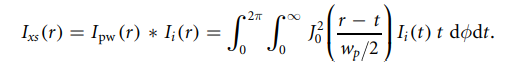 I_{xs}(r) = I_{pw}(r) * I_i(r) = \int_0^{2\pi} \int_0^{\infty} J_0^2 \left( \frac{r - t}{w_p/2} \right) I_i(t) t d\phi dt.